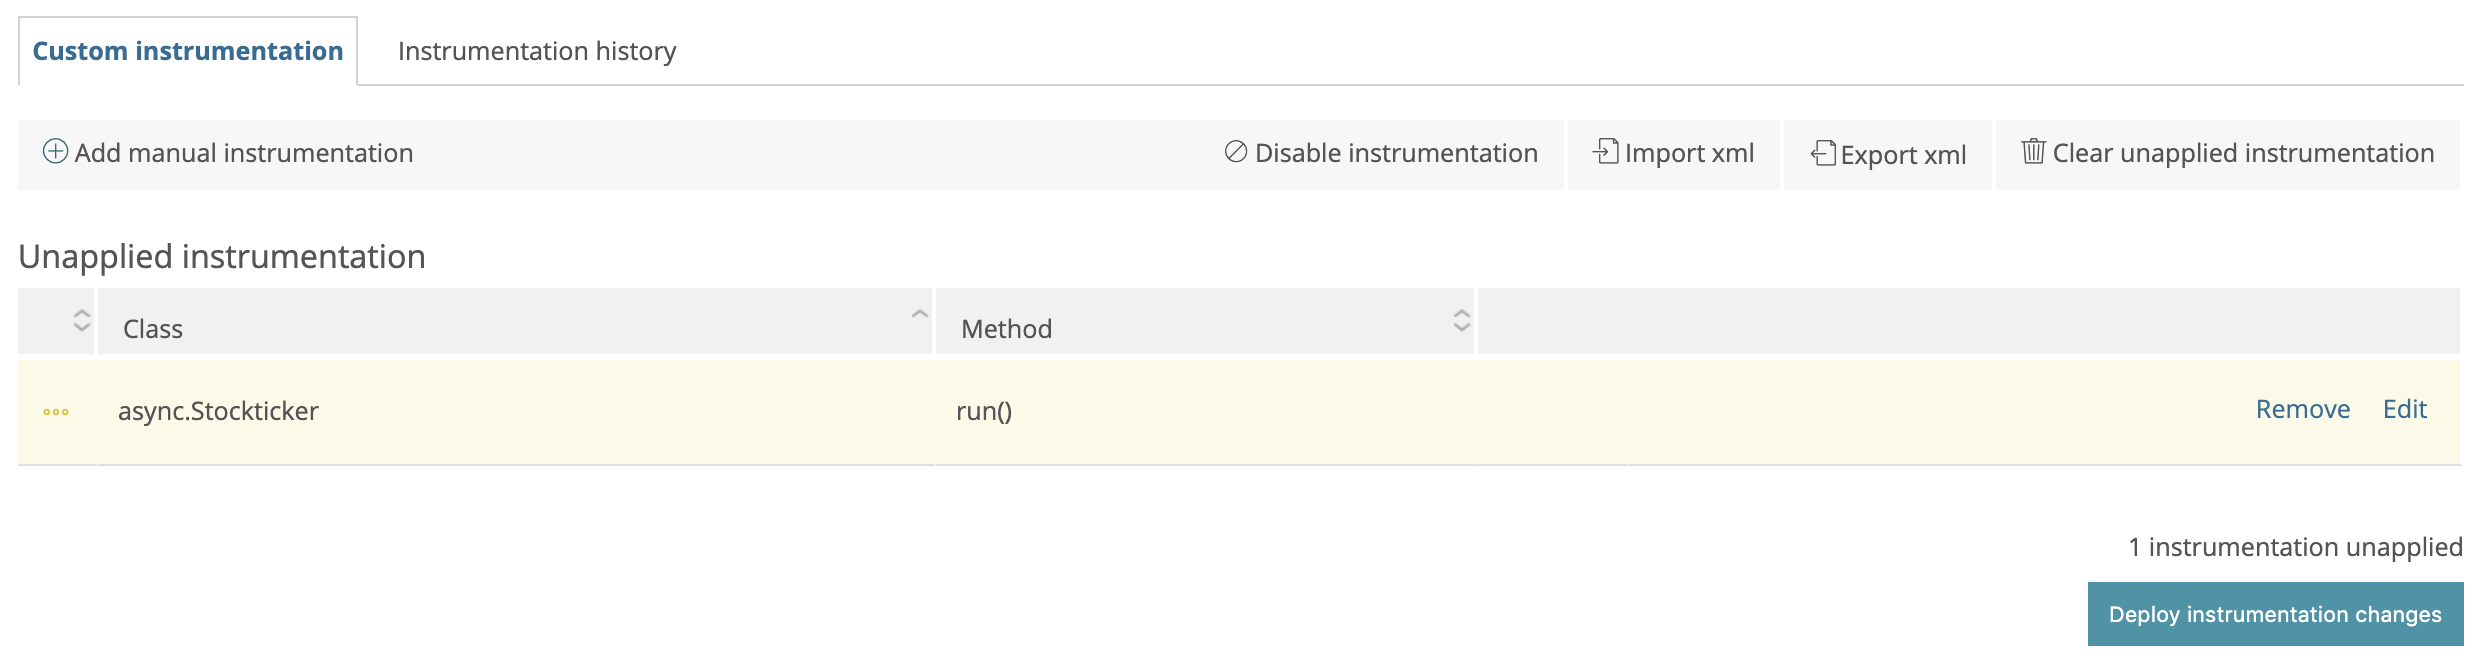 Custom instrumentation
Instrumentation history
Add manual instrumentation
Disable instrumentation
Import xml
Export xml
Clear unapplied instrumentation
Unapplied instrumentation
Class
Method
async.Stockticker
run()
Remove
Edit
1 instrumentation unapplied
Deploy instrumentation changes